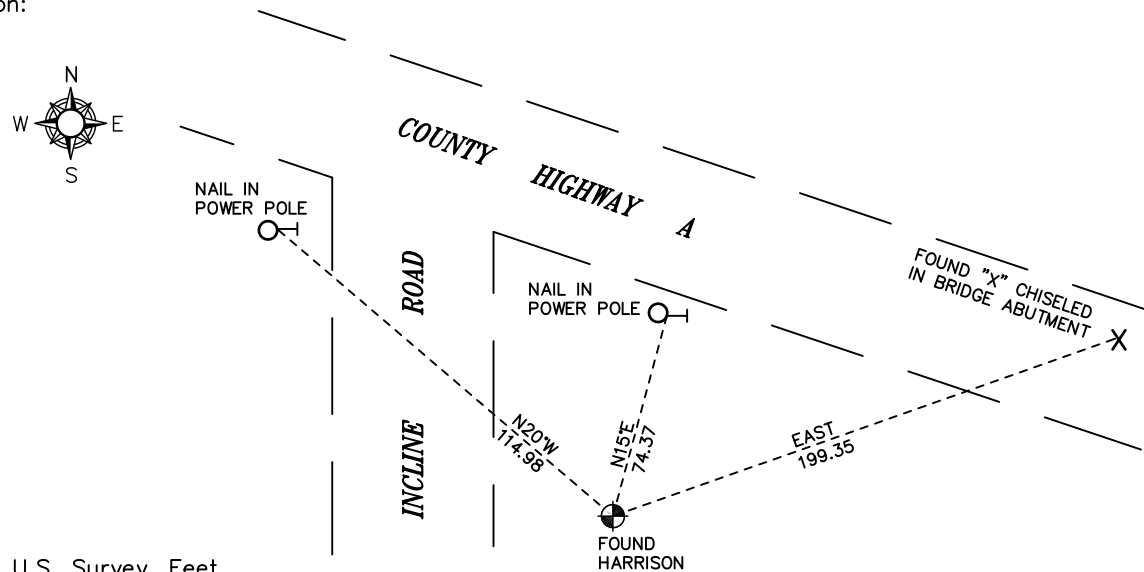 on:
N
W E
S
COUNTY HIGHWAY A
NAIL IN
POWER POLE
INCLINE ROAD
NAIL IN
POWER POLE
FOUND "X" CHISELED
IN BRIDGE ABUTMENT
X
N20°W
114.98
N15°E
74.37
EAST
199.35
FOUND
HARRISON
U.S. Survey Feet